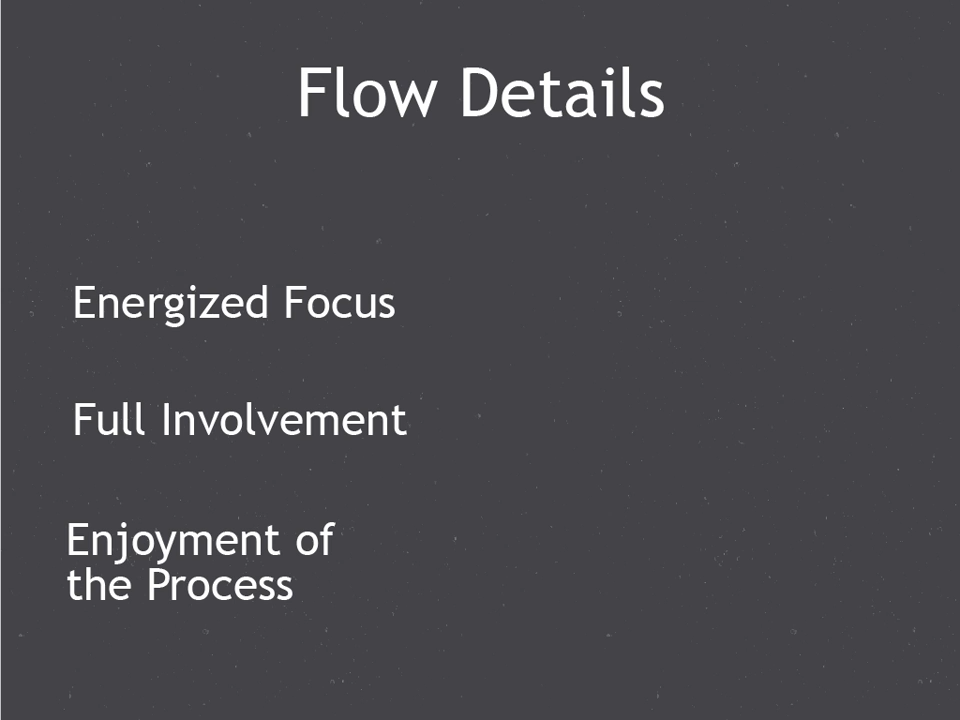 Flow Details
Energized Focus
Full Involvement
Enjoyment of
the Process